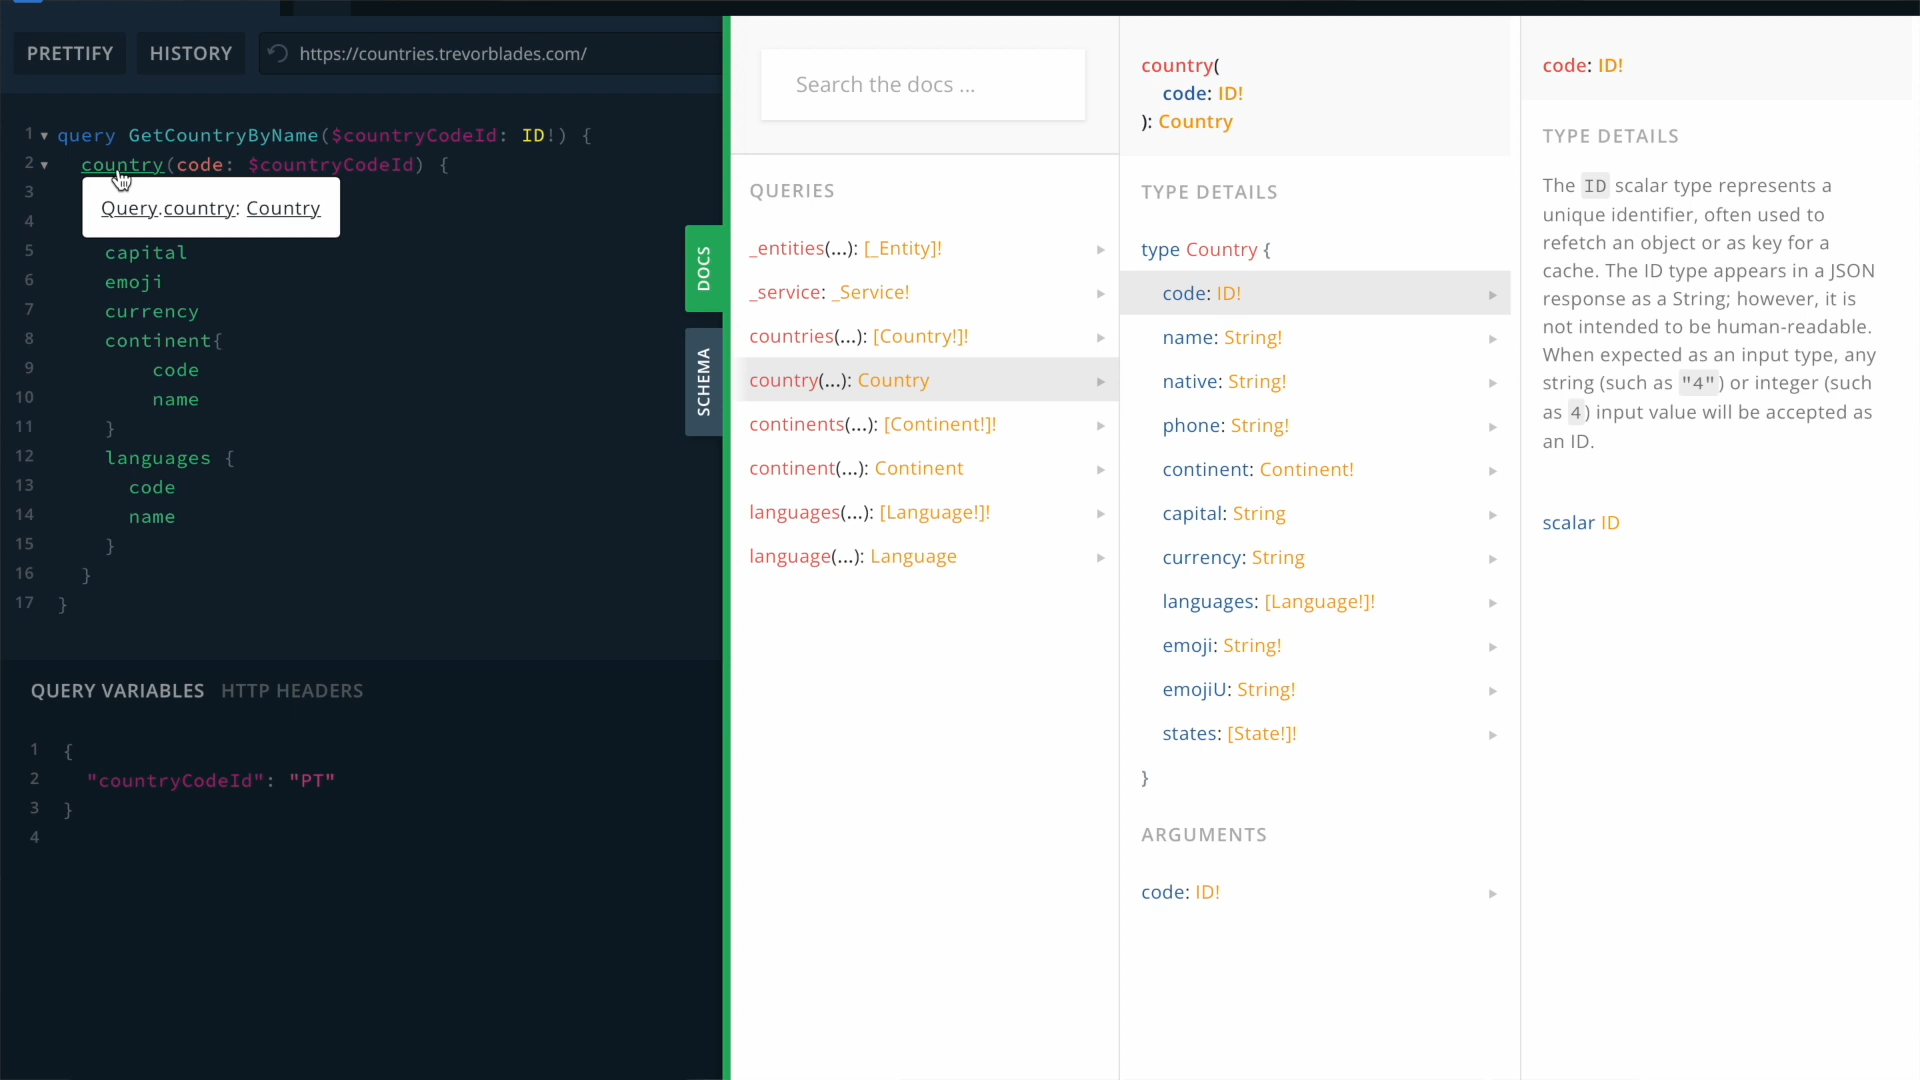 PRETTIFY
HISTORY
https://countries.trevorblades.com/
1 query GetCountryByName($countryCodeId: ID!) {
2 country(code: $countryCodeId) {
3
4
Query.country: Country
5 capital
6 emoji
7 currency
8 continent{
9 code
10 name
11 }
12 languages {
13 code
14 name
15 }
16 }
17 }
QUERY VARIABLES HTTP HEADERS
1 {
2 "countryCodeId": "PT"
3 }
4
DOCS
SCHEMA
Search the docs ...
QUERIES
_entities(...): [_Entity]!
_service: _Service!
countries(...): [Country!]!
country(...): Country
continents(...): [Continent!]!
continent(...): Continent
languages(...): [Language!]!
language(...): Language
country(
code: ID!
): Country
TYPE DETAILS
type Country {
code: ID!
name: String!
native: String!
phone: String!
continent: Continent!
capital: String
currency: String
languages: [Language!]!
emoji: String!
emojiU: String!
states: [State!]!
}
ARGUMENTS
code: ID!
code: ID!
TYPE DETAILS
The ID scalar type represents a
unique identifier, often used to
refetch an object or as key for a
cache. The ID type appears in a JSON
response as a String; however, it is
not intended to be human-readable.
When expected as an input type, any
string (such as "4") or integer (such
as 4) input value will be accepted as
an ID.
scalar ID